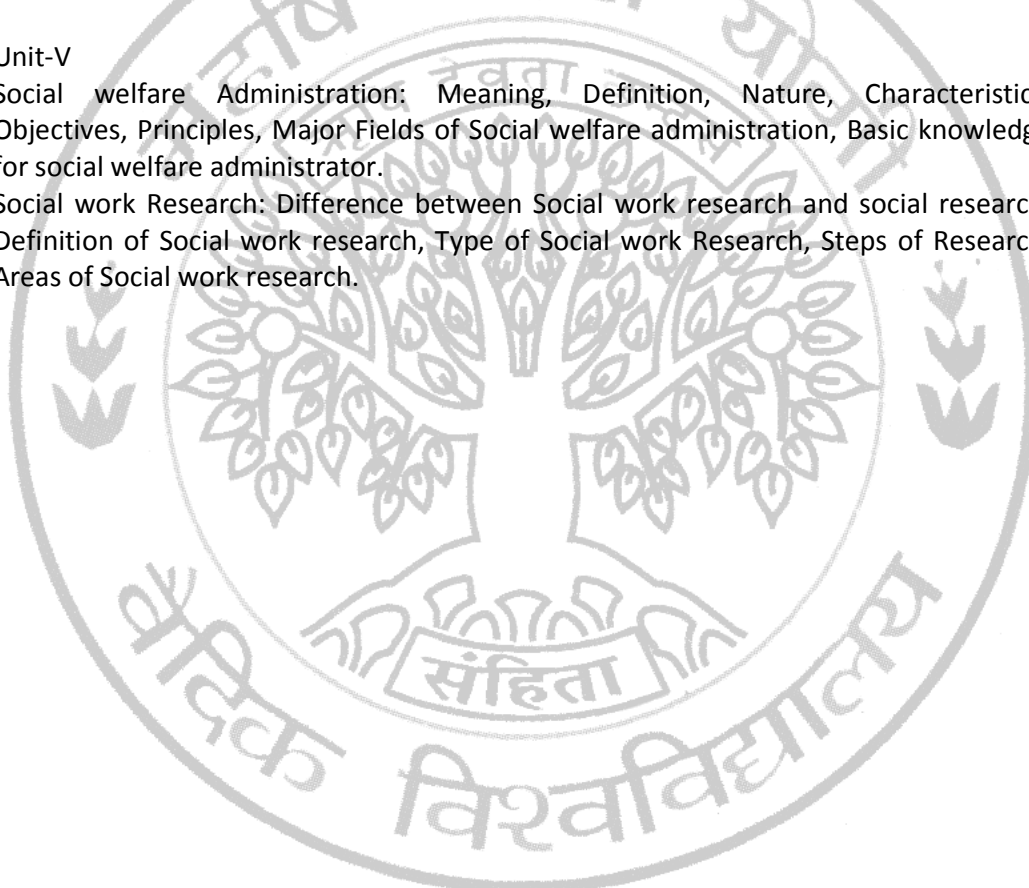 Unit-V
Social welfare Administration: Meaning, Definition, Nature, Characteristic
Objectives, Principles, Major Fields of Social welfare administration, Basic knowledg
for social welfare administrator.
Social work Research: Difference between Social work research and social researc
Definition of Social work research, Type of Social work Research, Steps of Researc
Areas of Social work research.
संहिता
वैदिक विश्वविद्यालय